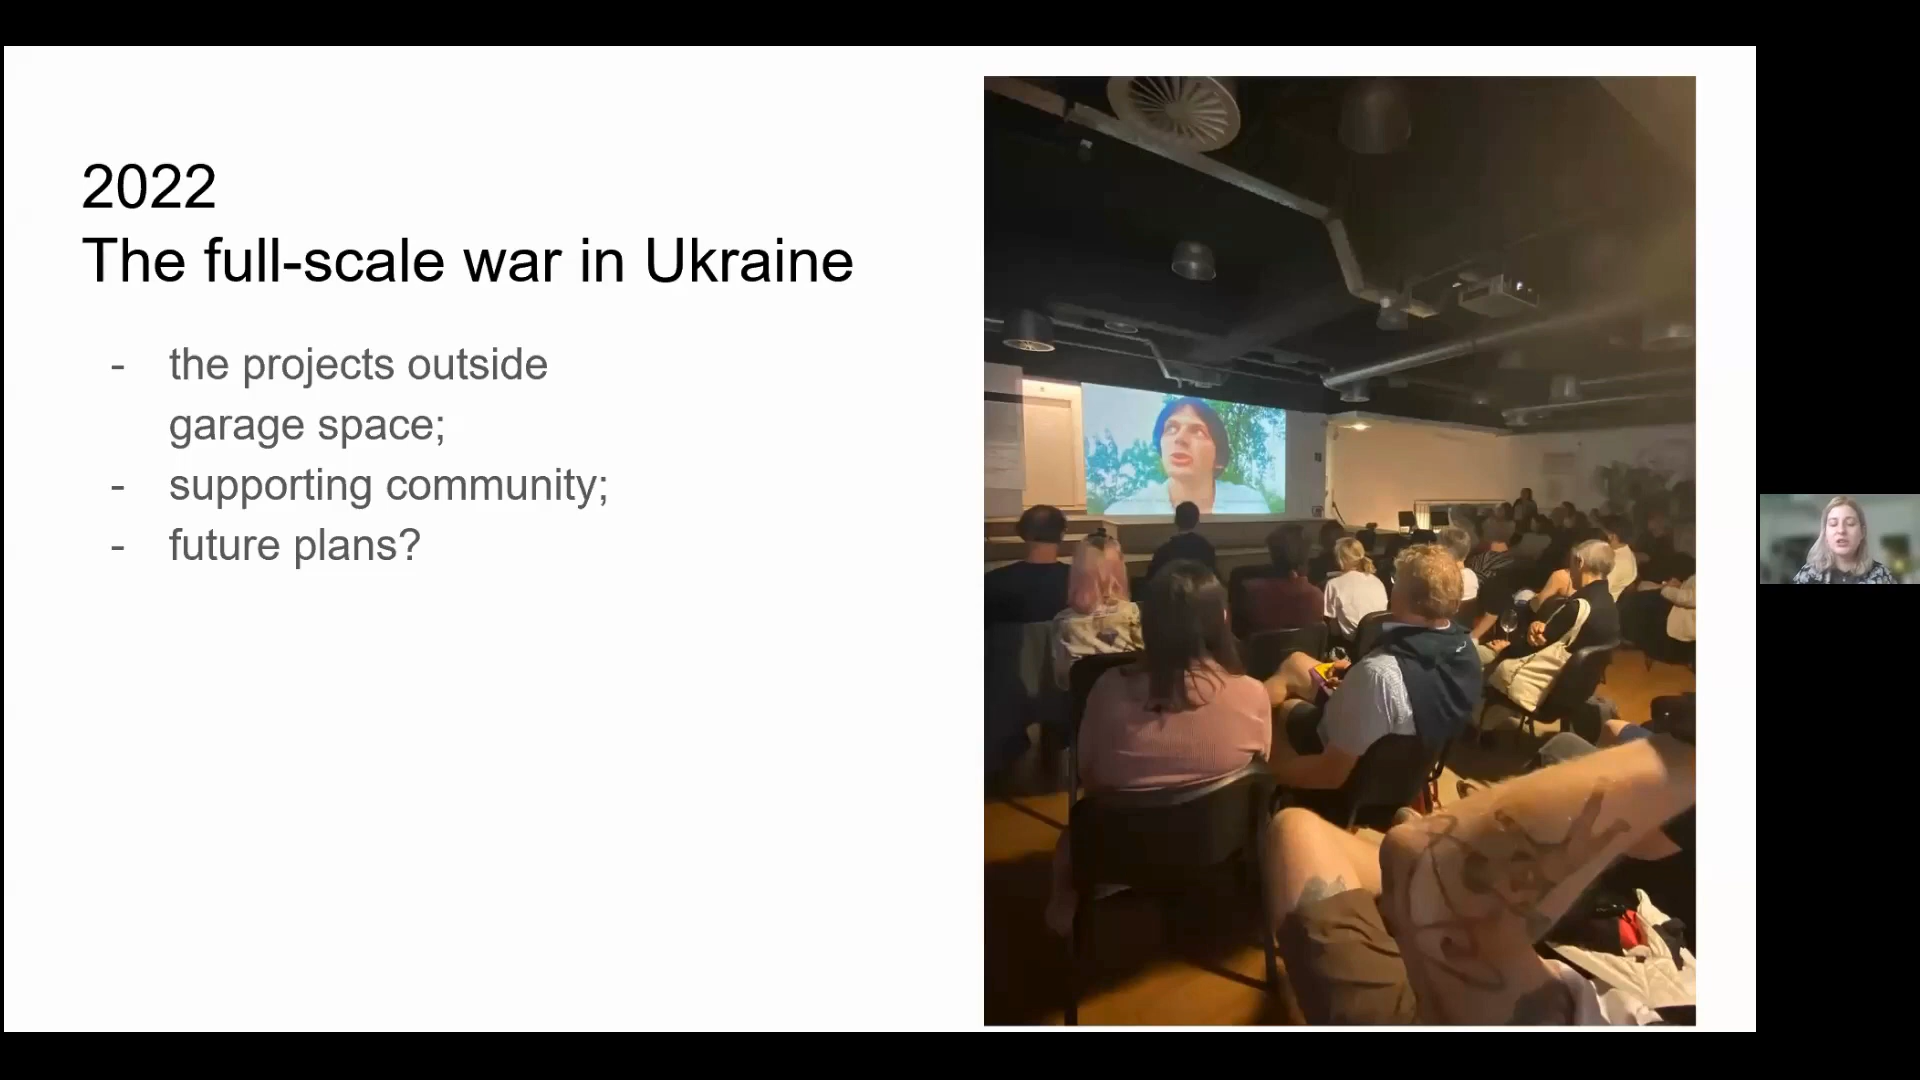 2022
The full-scale war in Ukraine
- the projects outside
garage space;
- supporting community;
- future plans?